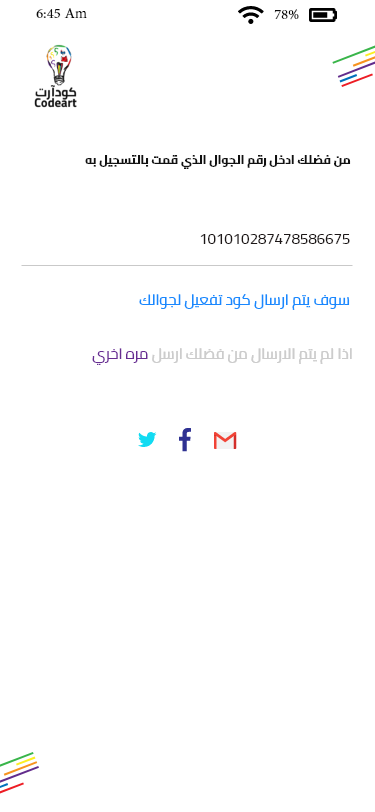 6:45 Am
78%
كودآرت
Codeart
من فضلك ادخل رقم الجوال الذي قمت بالتسجيل به
101010287478586675
سوف يتم ارسال كود تفعيل لجوالك
اذا لم يتم الارسال من فضلك ارسل مره اخري